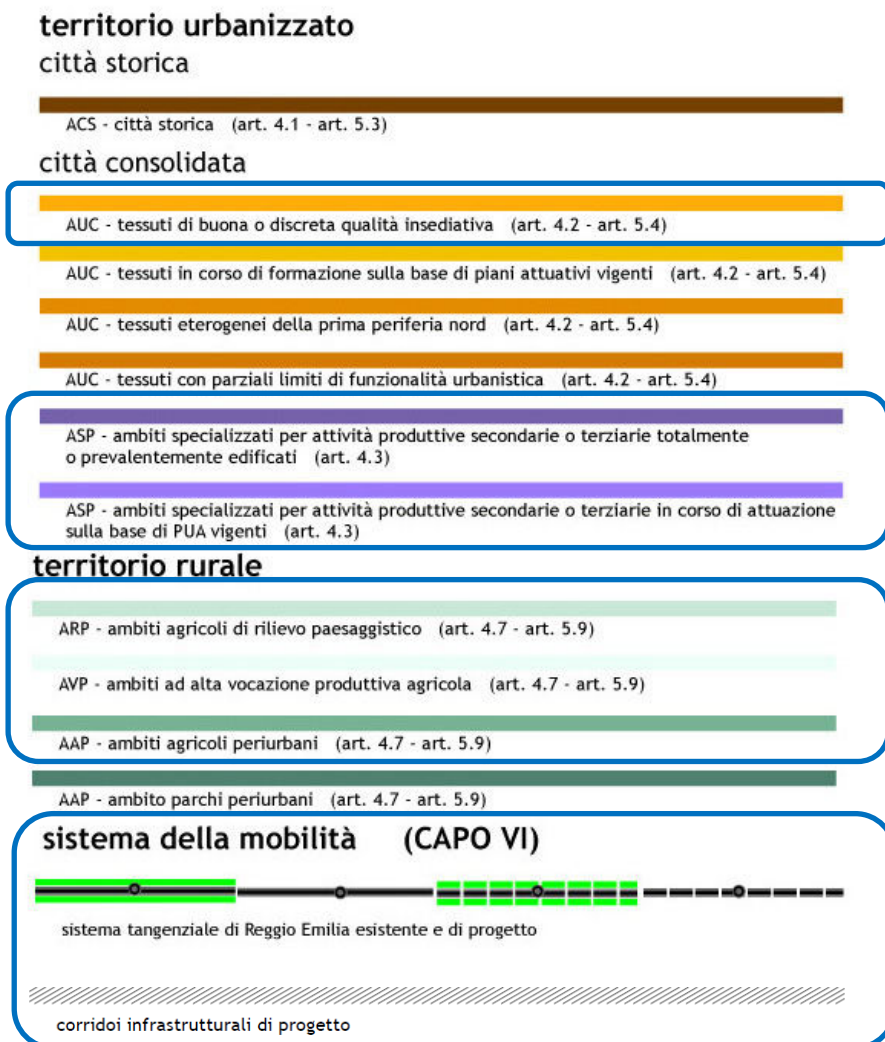 territorio urbanizzato
città storica
ACS - città storica (art. 4.1 - art. 5.3)
città consolidata
AUC - tessuti di buona o discreta qualità insediativa (art. 4.2 - art. 5.4)
AUC - tessuti in corso di formazione sulla base di piani attuativi vigenti (art. 4.2 - art. 5.4)
AUC - tessuti eterogenei della prima periferia nord (art. 4.2 - art. 5.4)
AUC - tessuti con parziali limiti di funzionalità urbanistica (art. 4.2 - art. 5.4)
ASP - ambiti specializzati per attività produttive secondarie o terziarie totalmente
o prevalentemente edificati (art. 4.3)
ASP - ambiti specializzati per attività produttive secondarie o terziarie in corso di attuazione
sulla base di PUA vigenti (art. 4.3)
territorio rurale
ARP - ambiti agricoli di rilievo paesaggistico (art. 4.7 - art. 5.9)
AVP - ambiti ad alta vocazione produttiva agricola (art. 4.7 - art. 5.9)
AAP - ambiti agricoli periurbani (art. 4.7 - art. 5.9)
AAP - ambito parchi periurbani (art. 4.7 - art. 5.9)
sistema della mobilità (CAPO VI)
sistema tangenziale di Reggio Emilia esistente e di progetto
corridoi infrastrutturali di progetto